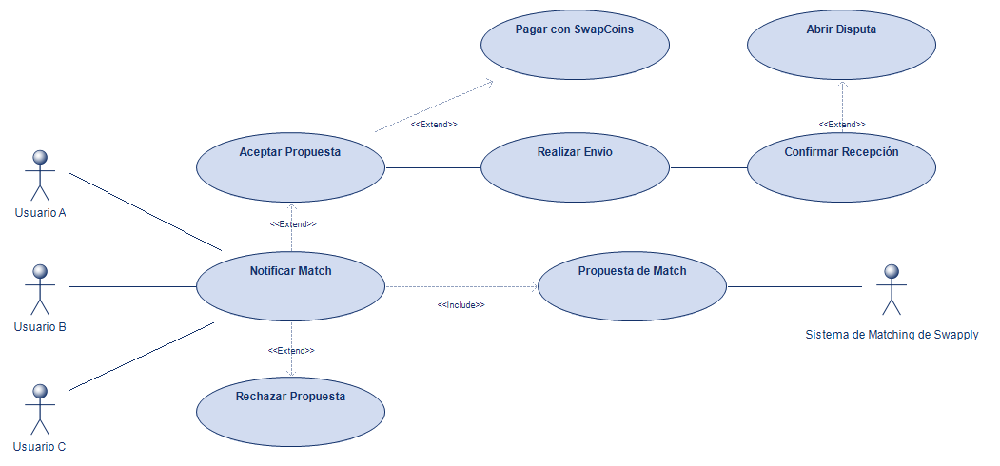 Pagar con SwapCoins
Abrir Disputa
<<Extend>>
<<Extend>>
Aceptar Propuesta
Realizar Envio
Confirmar Recepción
Usuario A
<<Extend>>
Notificar Match
Propuesta de Match
<<Include>>
Usuario B
Sistema de Matching de Swapply
<<Extend>>
Rechazar Propuesta
Usuario C